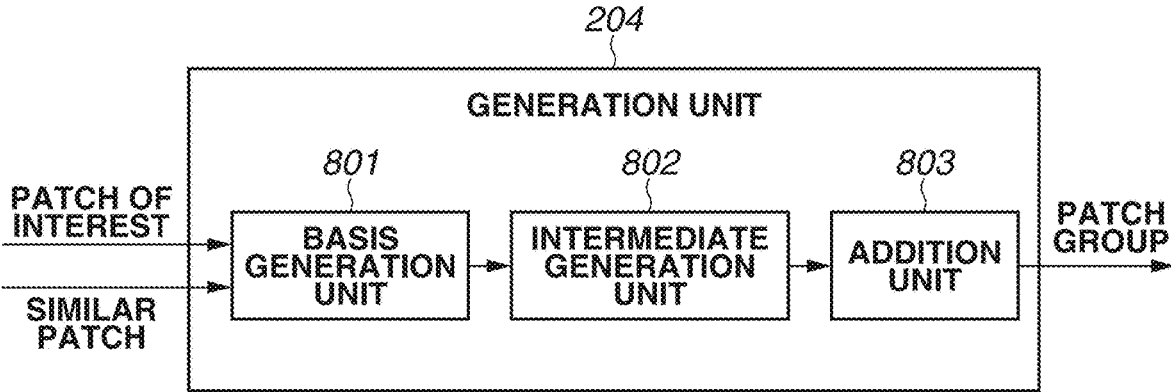 204
GENERATION UNIT
801
802
803
PATCH OF
INTEREST
SIMILAR
PATCH
BASIS
GENERATION
UNIT
INTERMEDIATE
GENERATION
UNIT
ADDITION
UNIT
PATCH
GROUP